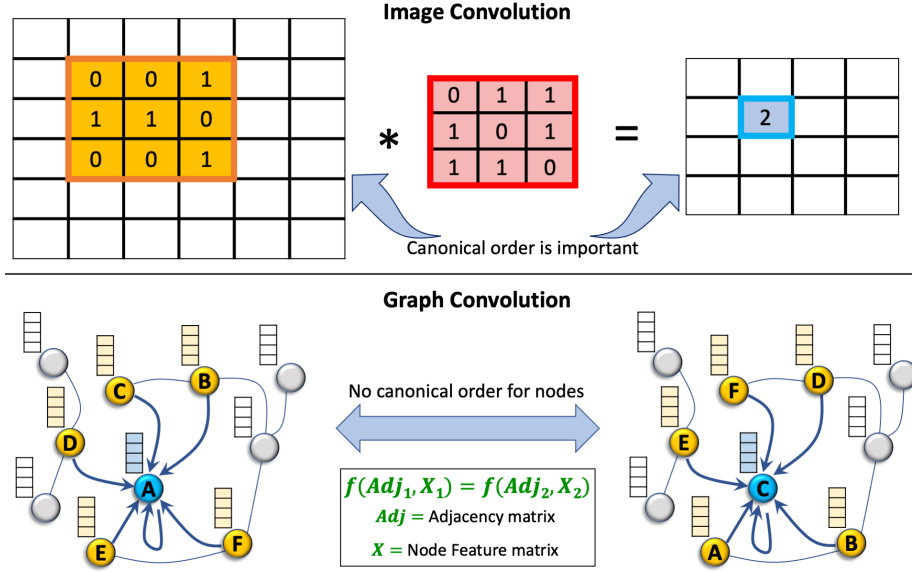 Image Convolution
0 0 1
1 1 0
0 0 1
*
0 1 1
1 0 1
1 1 0
=
2
Canonical order is important
Graph Convolution
C
B
D
A
E
F
No canonical order for nodes
f(Adj₁, X₁) = f(Adj₂, X₂)
Adj = Adjacency matrix
X = Node Feature matrix
F
D
E
C
A
B